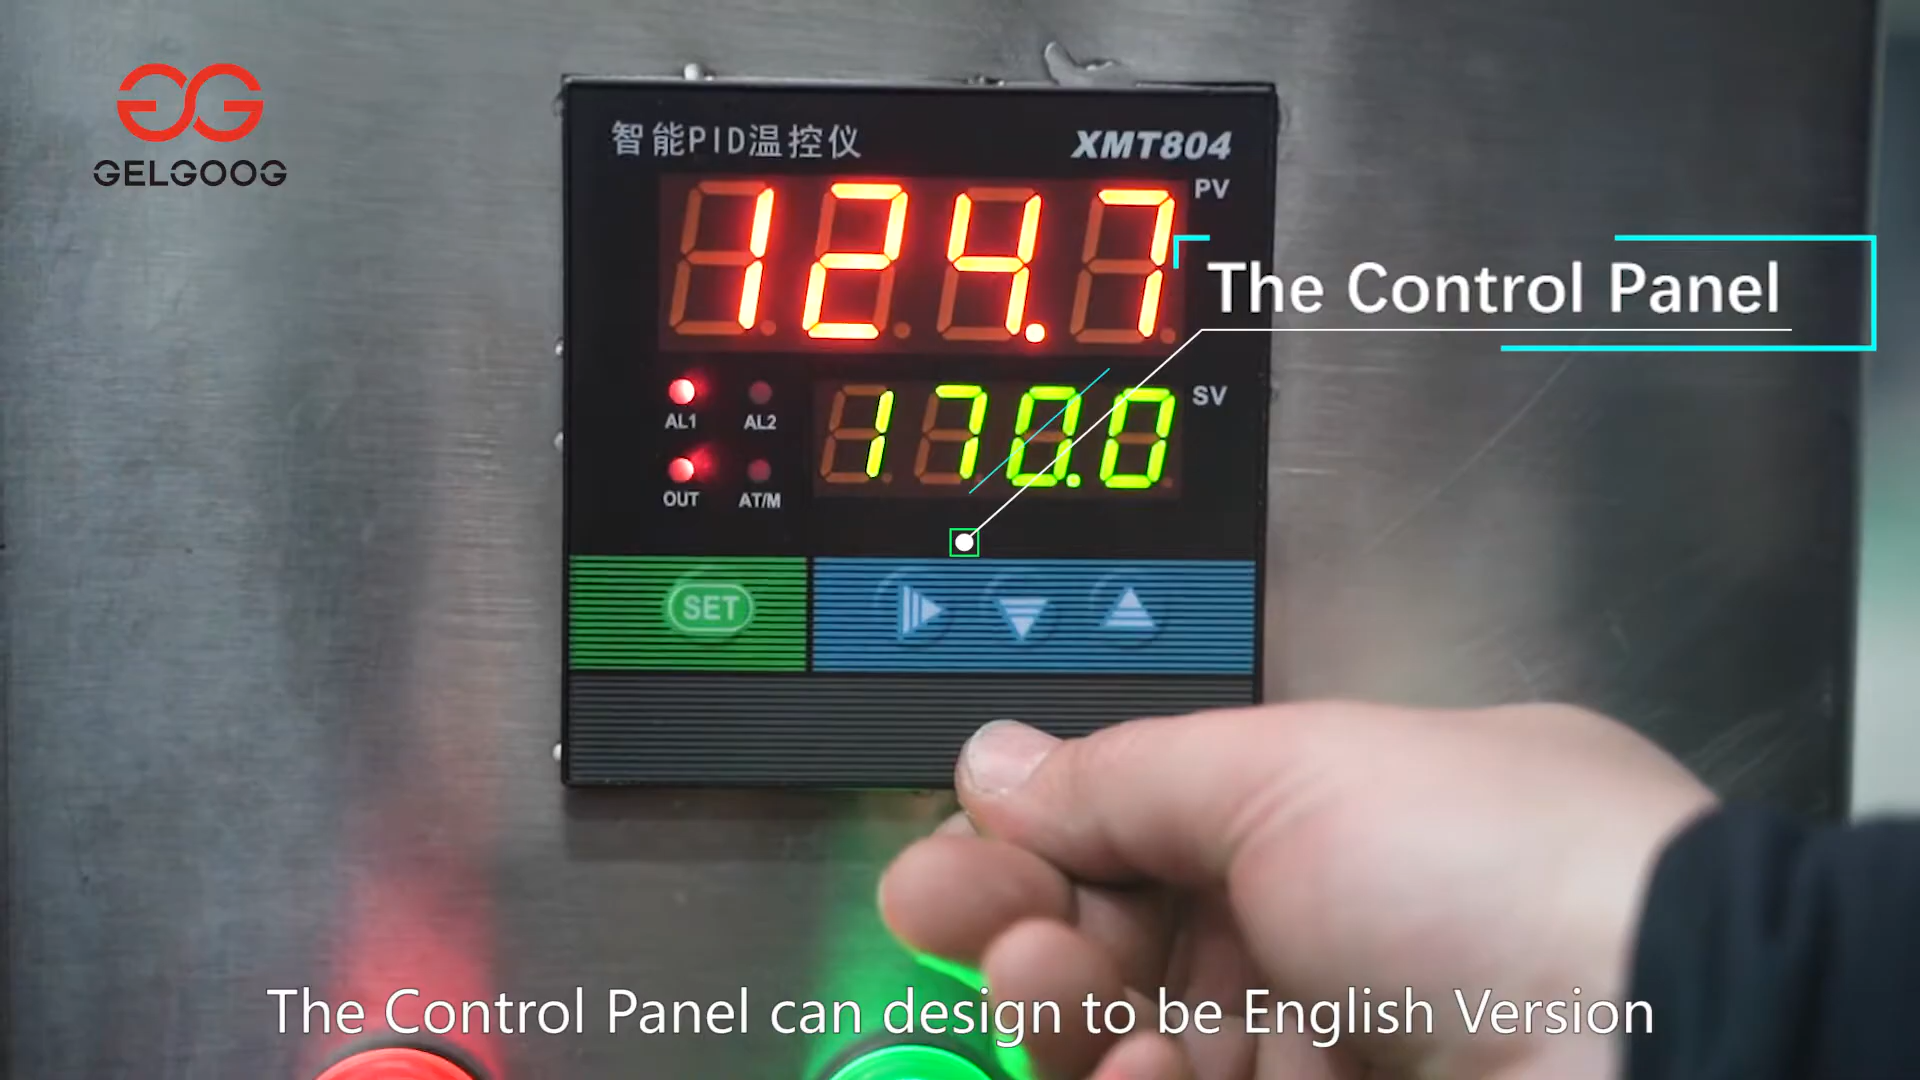 GELGOOG
智能PID温控仪 XMT804
124.7 PV
The Control Panel
170.0 SV
AL1 AL2
OUT AT/M
SET
The Control Panel can design to be English Version